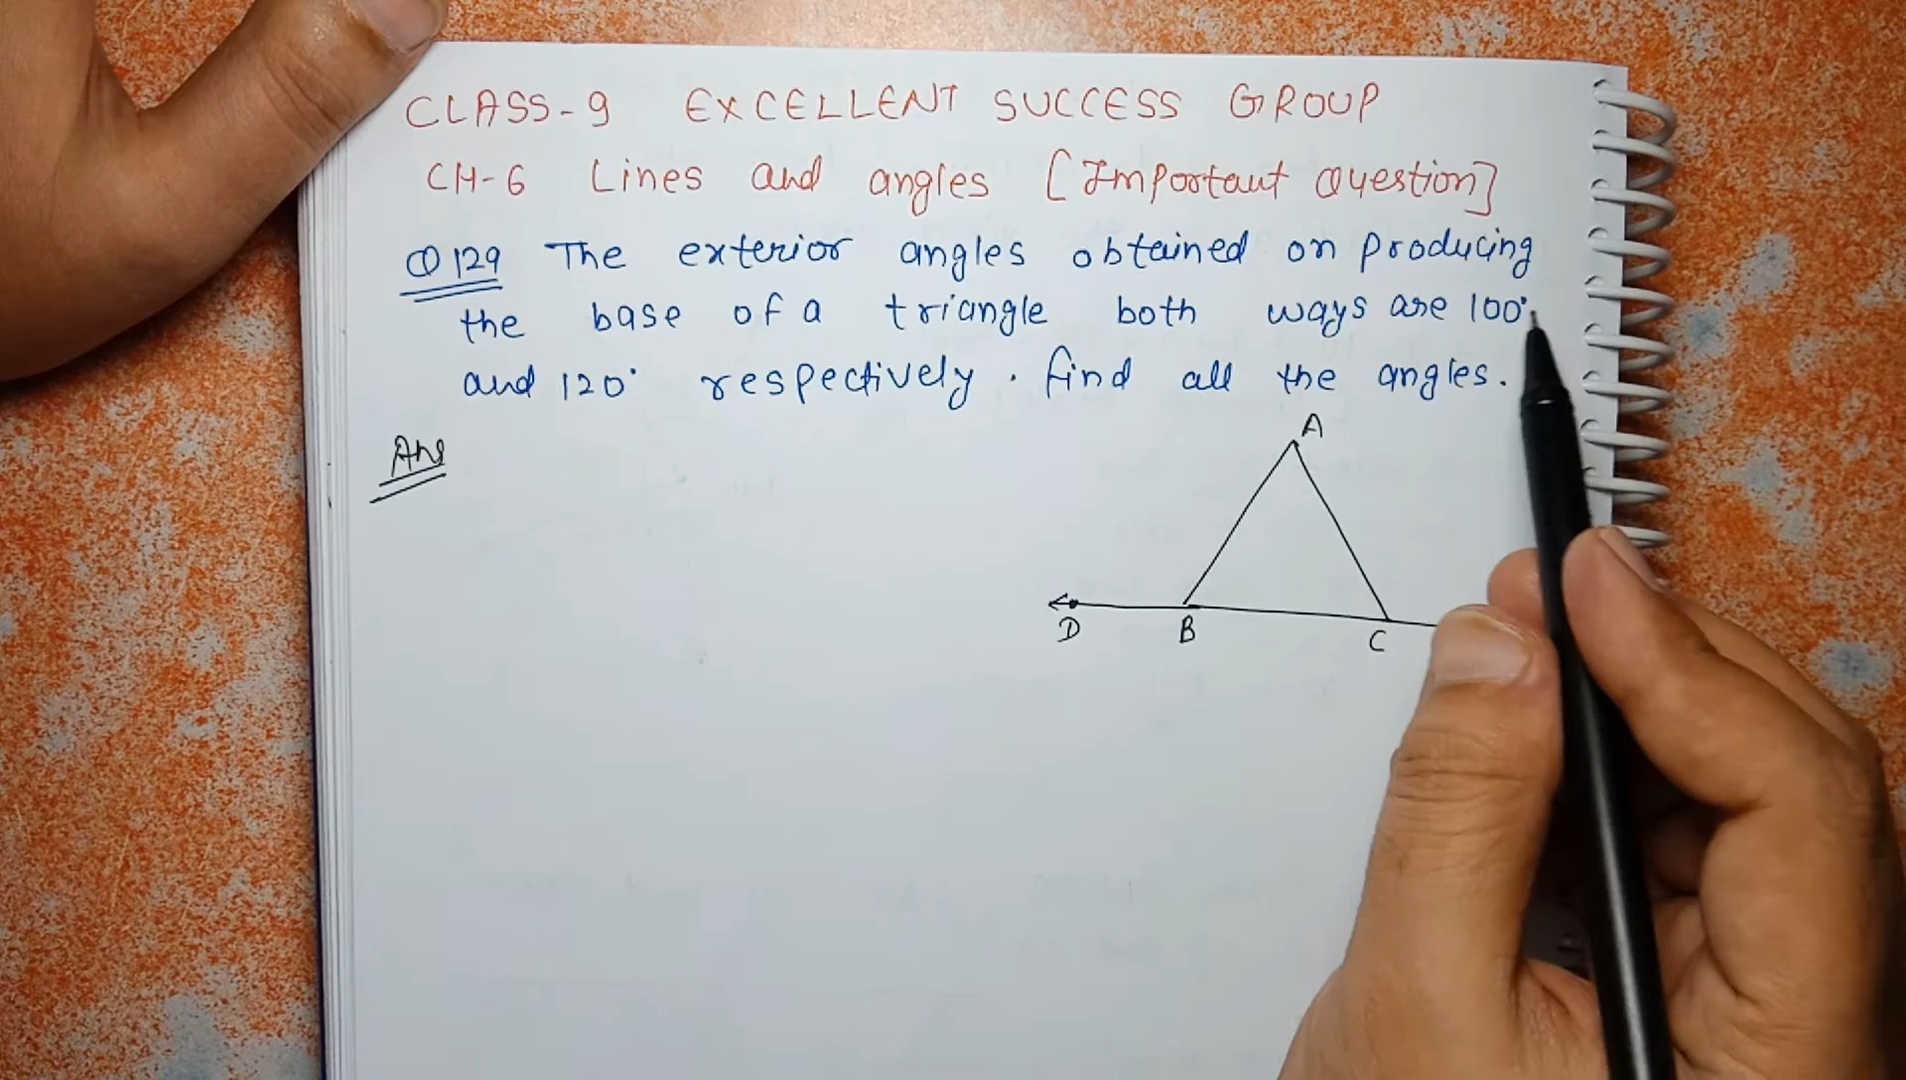 CLASS-9 EXCELLENT SUCCESS GROUP
CH-6 Lines and angles [Important Question]
Q129 The exterior angles obtained on producing
the base of a triangle both ways are 100°
and 120° respectively. find all the angles.
Ans
A
D B C